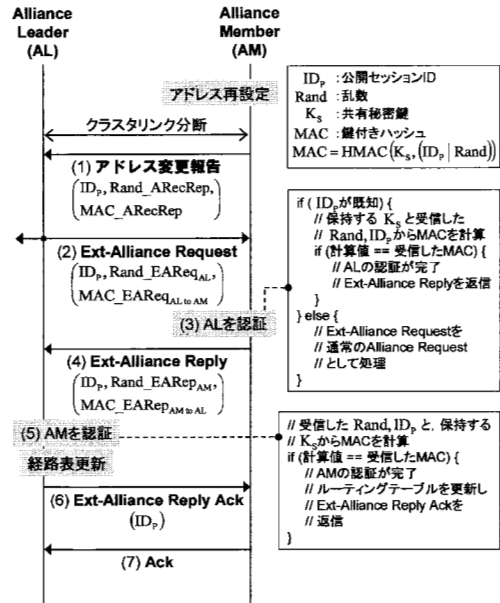 Alliance
Leader
(AL)
Alliance
Member
(AM)
アドレス再設定
ID_P :公開セッションID
Rand :乱数
K_S :共有秘密鍵
MAC :鍵付きハッシュ
MAC = HMAC(K_S, (ID_P | Rand))
クラスタリンク分断
(1) アドレス変更報告
(ID_P, Rand_ARecRep,
MAC_ARecRep)
(2) Ext-Alliance Request
(ID_P, Rand_EAReq_AL,
MAC_EAReq_AL to AM)
(3) ALを認証
if ( ID_Pが既知) {
// 保持する K_S と受信した
// Rand, ID_PからMACを計算
if (計算値 == 受信したMAC) {
// ALの認証が完了
// Ext-Alliance Replyを返信
}
} else {
// Ext-Alliance Requestを
// 通常のAlliance Request
// として処理
}
(4) Ext-Alliance Reply
(ID_P, Rand_EARep_AM,
MAC_EARep_AM to AL)
(5) AMを認証
経路表更新
// 受信した Rand, ID_P と, 保持する
// K_SからMACを計算
if (計算値 == 受信したMAC) {
// AMの認証が完了
// ルーティングテーブルを更新し
// Ext-Alliance Reply Ackを
// 返信
}
(6) Ext-Alliance Reply Ack
(ID_P)
(7) Ack